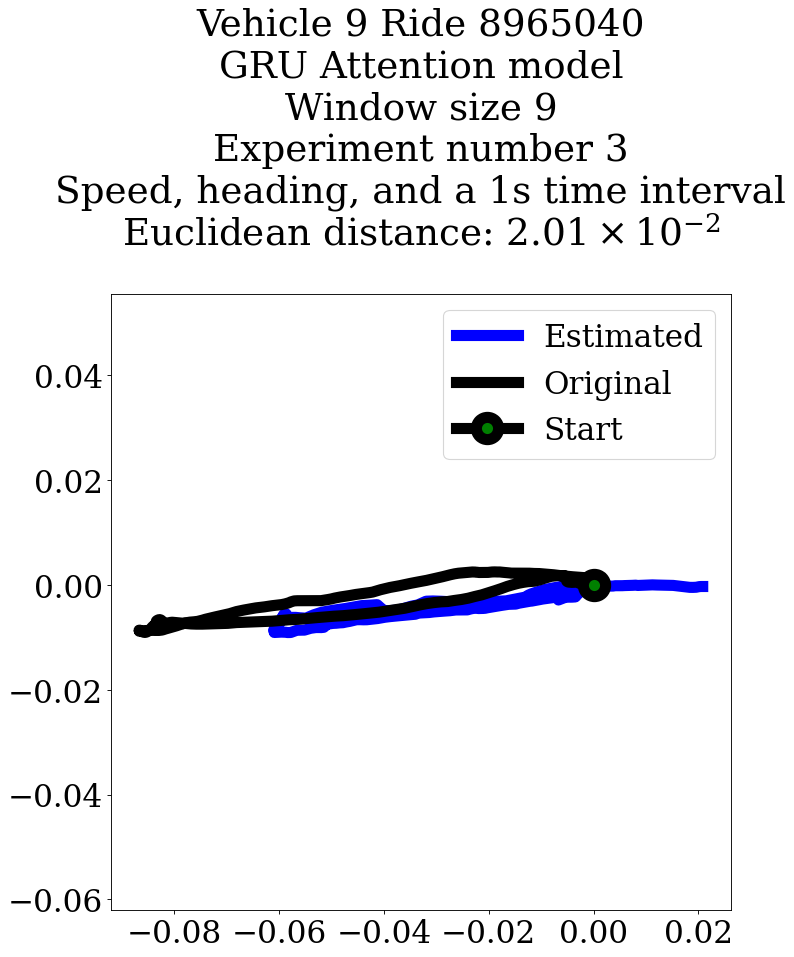 Vehicle 9 Ride 8965040
GRU Attention model
Window size 9
Experiment number 3
Speed, heading, and a 1s time interval
Euclidean distance: 2.01 × 10⁻²
Estimated
Original
Start
0.04
0.02
0.00
−0.02
−0.04
−0.06
−0.08 −0.06 −0.04 −0.02 0.00 0.02